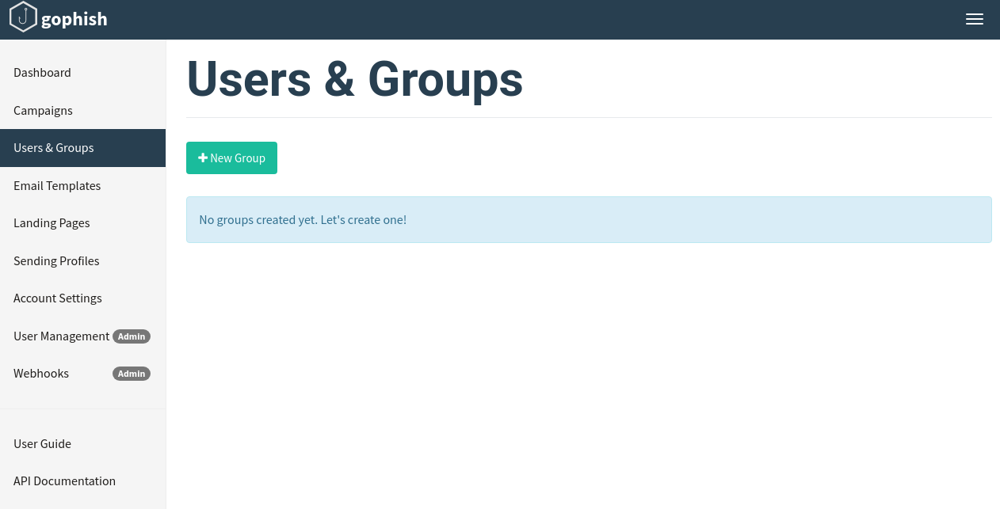 gophish
Dashboard
Campaigns
Users & Groups
Email Templates
Landing Pages
Sending Profiles
Account Settings
User Management Admin
Webhooks Admin
User Guide
API Documentation
Users & Groups
New Group
No groups created yet. Let's create one!